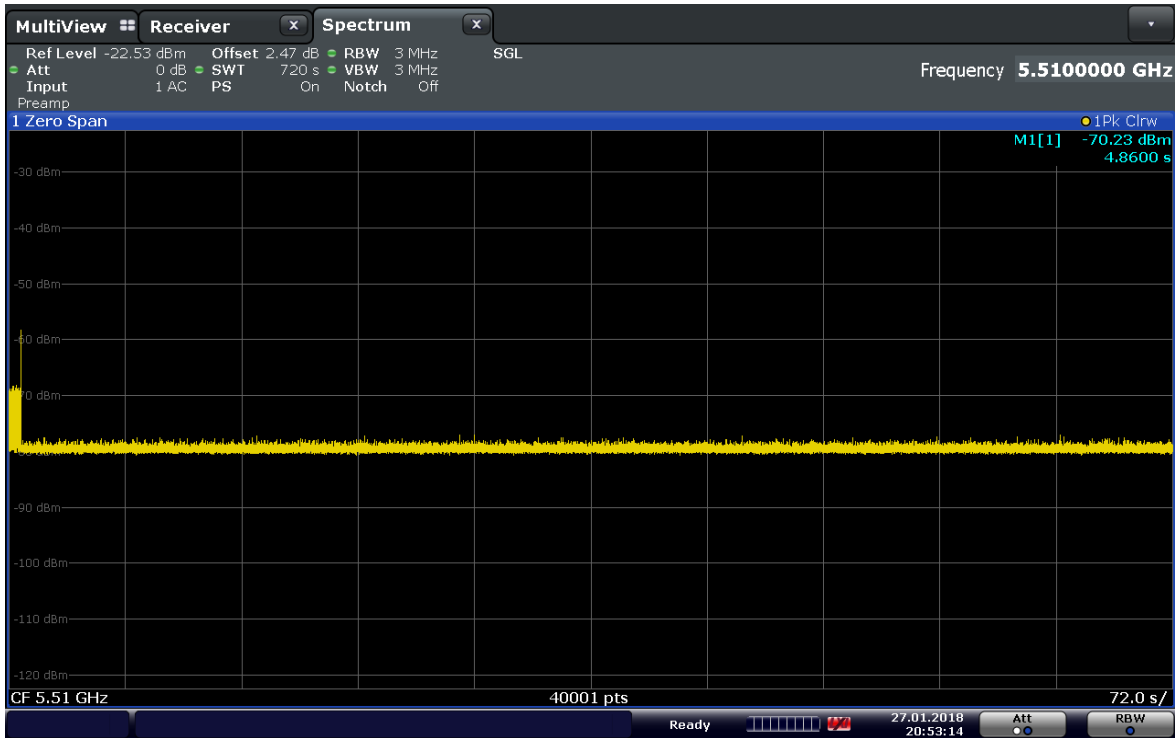 MultiView Receiver X Spectrum X
Ref Level -22.53 dBm Offset 2.47 dB RBW 3 MHz SGL
Att 0 dB SWT 720 s VBW 3 MHz Frequency 5.5100000 GHz
Input 1 AC PS On Notch Off
Preamp
1 Zero Span 1Pk Clrw
M1[1] -70.23 dBm
4.8600 s
-30 dBm
-40 dBm
-50 dBm
-60 dBm
-70 dBm
-90 dBm
-100 dBm
-110 dBm
-120 dBm
CF 5.51 GHz 40001 pts 72.0 s/
Ready 27.01.2018 Att RBW
20:53:14